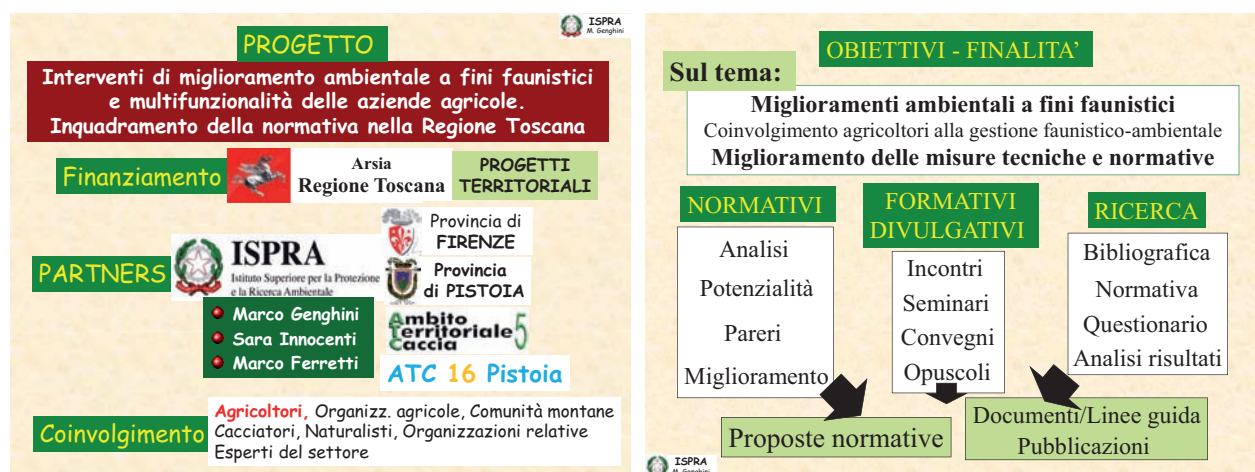 ISPRA
M. Genghini
PROGETTO
Interventi di miglioramento ambientale a fini faunistici
e multifunzionalità delle aziende agricole.
Inquadramento della normativa nella Regione Toscana
Finanziamento
Arsia
Regione Toscana
PROGETTI
TERRITORIALI
PARTNERS
ISPRA
Istituto Superiore per la Protezione
e la Ricerca Ambientale
Provincia di
FIRENZE
Provincia
di PISTOIA
Marco Genghini
Sara Innocenti
Marco Ferretti
Ambito
Territoriale 5
Caccia
ATC 16 Pistoia
Coinvolgimento
Agricoltori, Organizz. agricole, Comunità montane
Cacciatori, Naturalisti, Organizzazioni relative
Esperti del settore
OBIETTIVI - FINALITA’
Sul tema:
Miglioramenti ambientali a fini faunistici
Coinvolgimento agricoltori alla gestione faunistico-ambientale
Miglioramento delle misure tecniche e normative
NORMATIVI
Analisi
Potenzialità
Pareri
Miglioramento
FORMATIVI
DIVULGATIVI
Incontri
Seminari
Convegni
Opuscoli
RICERCA
Bibliografica
Normativa
Questionario
Analisi risultati
Proposte normative
Documenti/Linee guida
Pubblicazioni
ISPRA
M. Genghini